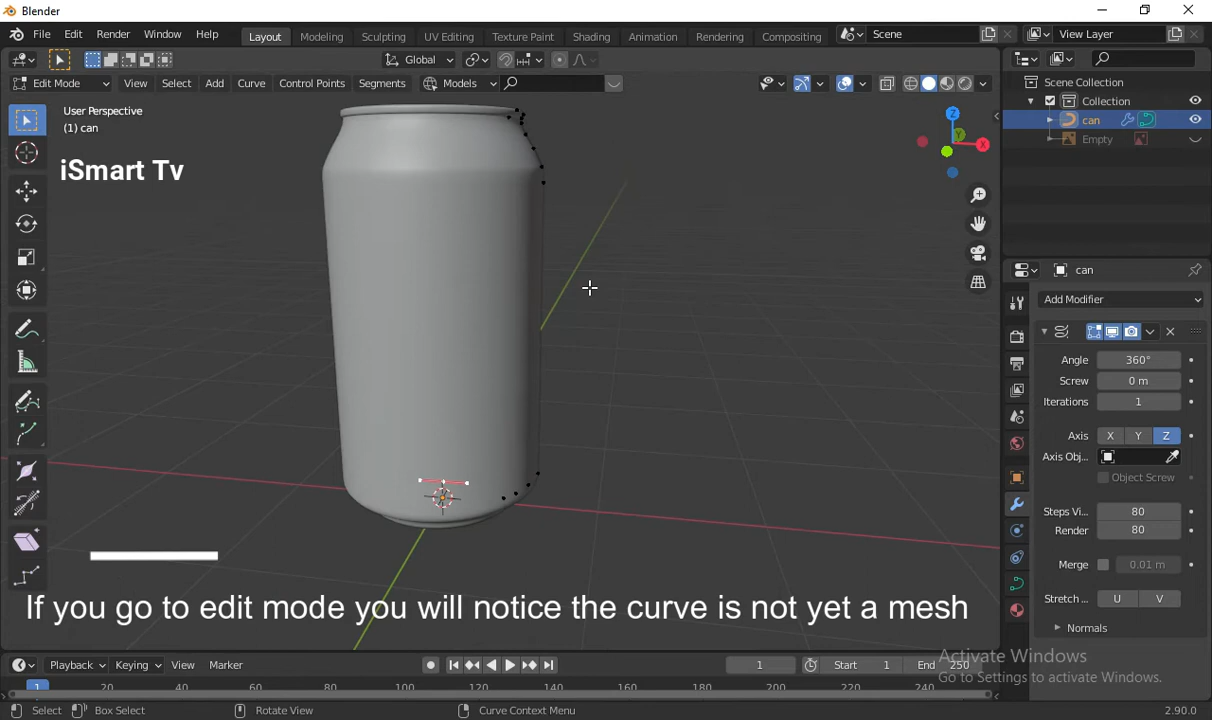 Blender
File Edit Render Window Help Layout Modeling Sculpting UV Editing Texture Paint Shading Animation Rendering Compositing Scene View Layer
Global
Edit Mode View Select Add Curve Control Points Segments Models
User Perspective
(1) can
iSmart Tv
Z
Y
X
Scene Collection
Collection
can
Empty
can
Add Modifier
Angle 360°
Screw 0 m
Iterations 1
Axis X Y Z
Axis Obj...
Object Screw
Steps Vi... 80
Render 80
Merge 0.01 m
Stretch ... U V
Normals
If you go to edit mode you will notice the curve is not yet a mesh
Activate Windows
Go to Settings to activate Windows.
Playback Keying View Marker 1 Start 1 End 250
1 20 40 60 80 100 120 140 160 180 200 220 240
Select Box Select Rotate View Curve Context Menu 2.90.0